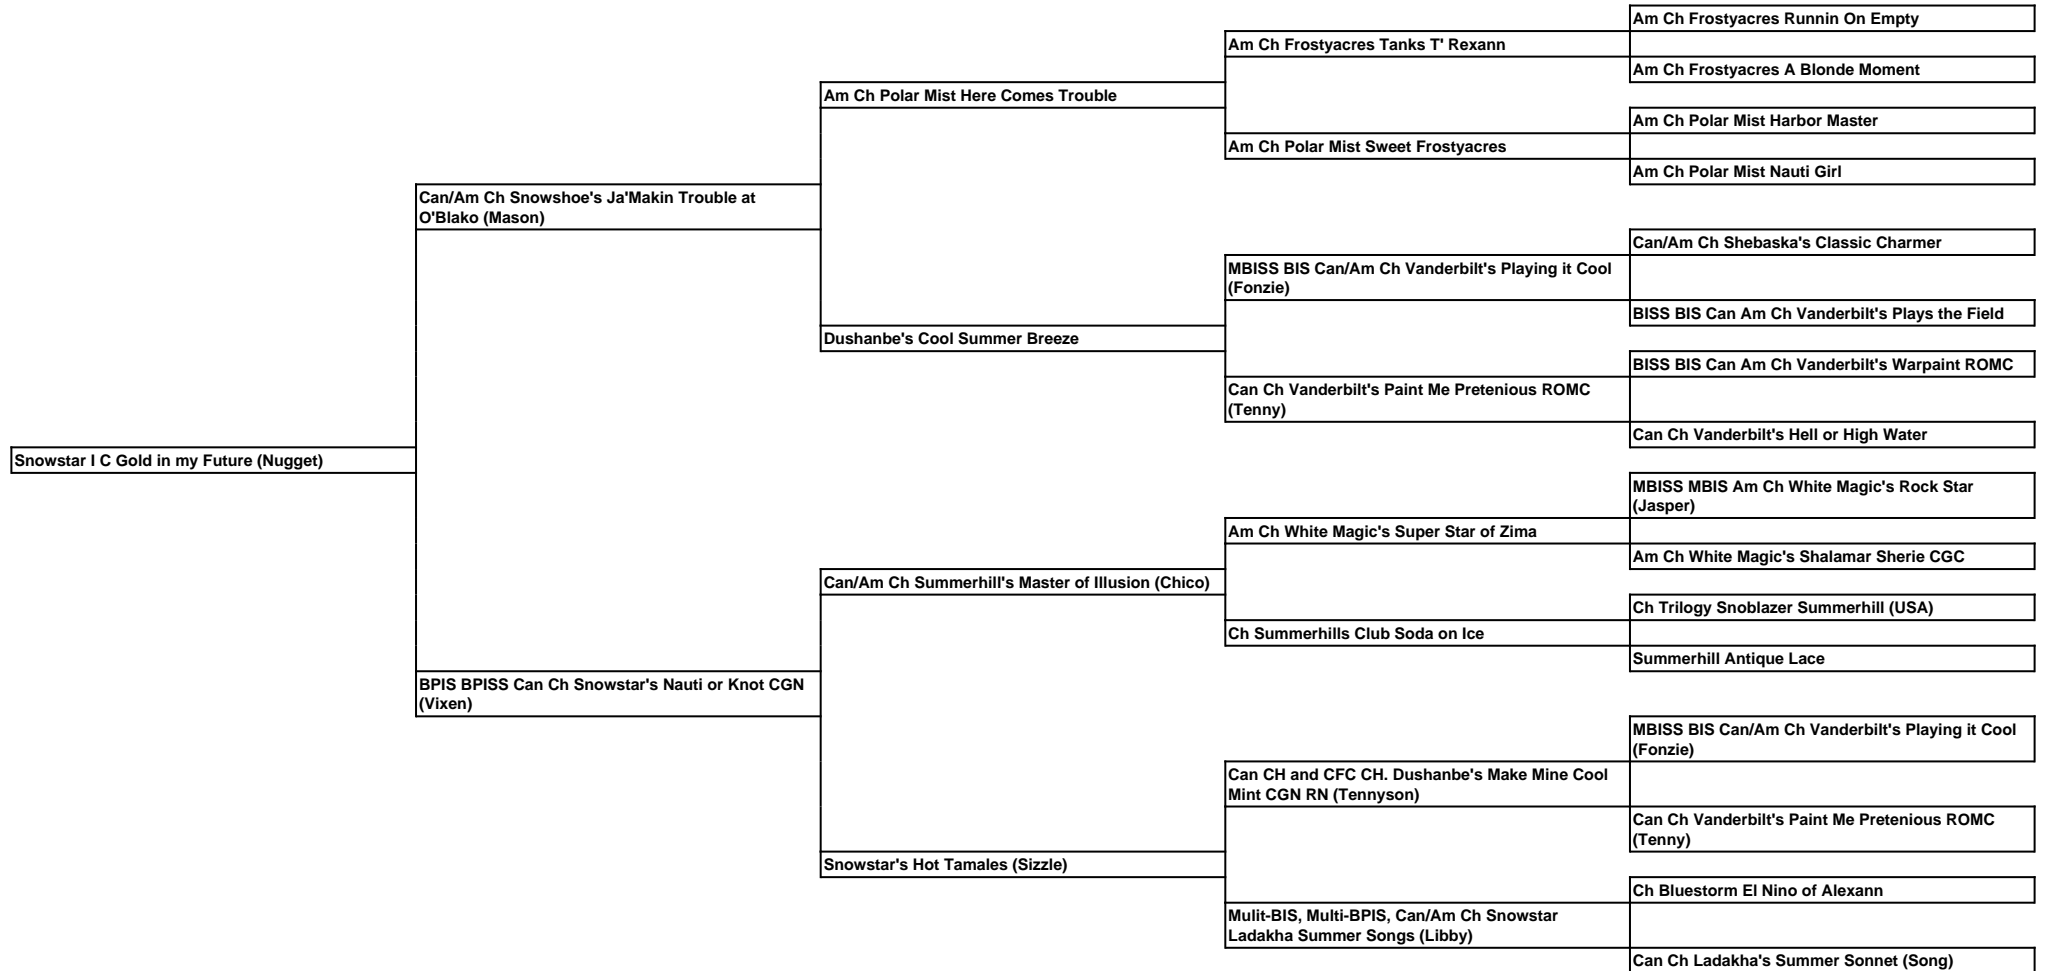 Am Ch Frostyacres Runnin On Empty
Am Ch Frostyacres Tanks T' Rexann
Am Ch Frostyacres A Blonde Moment
Am Ch Polar Mist Here Comes Trouble
Am Ch Polar Mist Harbor Master
Am Ch Polar Mist Sweet Frostyacres
Am Ch Polar Mist Nauti Girl
Can/Am Ch Snowshoe's Ja'Makin Trouble at
O'Blako (Mason)
Can/Am Ch Shebaska's Classic Charmer
MBISS BIS Can/Am Ch Vanderbilt's Playing it Cool
(Fonzie)
BISS BIS Can Am Ch Vanderbilt's Plays the Field
Dushanbe's Cool Summer Breeze
BISS BIS Can Am Ch Vanderbilt's Warpaint ROMC
Can Ch Vanderbilt's Paint Me Pretenious ROMC
(Tenny)
Can Ch Vanderbilt's Hell or High Water
Snowstar I C Gold in my Future (Nugget)
MBISS MBIS Am Ch White Magic's Rock Star
(Jasper)
Am Ch White Magic's Super Star of Zima
Am Ch White Magic's Shalamar Sherie CGC
Can/Am Ch Summerhill's Master of Illusion (Chico)
Ch Trilogy Snoblazer Summerhill (USA)
Ch Summerhills Club Soda on Ice
Summerhill Antique Lace
BPIS BPISS Can Ch Snowstar's Nauti or Knot CGN
(Vixen)
MBISS BIS Can/Am Ch Vanderbilt's Playing it Cool
(Fonzie)
Can CH and CFC CH. Dushanbe's Make Mine Cool
Mint CGN RN (Tennyson)
Can Ch Vanderbilt's Paint Me Pretenious ROMC
(Tenny)
Snowstar's Hot Tamales (Sizzle)
Ch Bluestorm El Nino of Alexann
Mulit-BIS, Multi-BPIS, Can/Am Ch Snowstar
Ladakha Summer Songs (Libby)
Can Ch Ladakha's Summer Sonnet (Song)